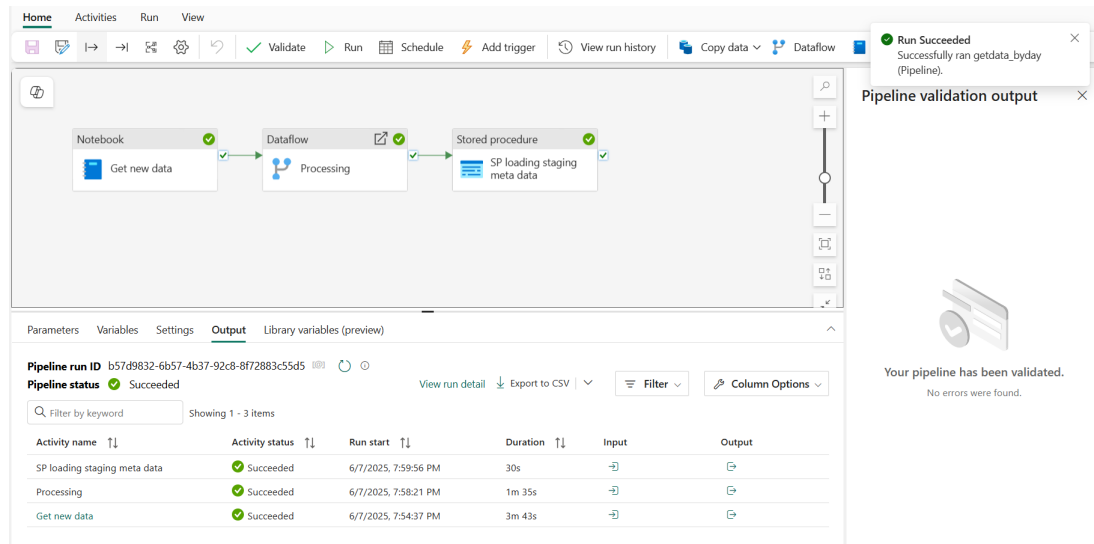 Home Activities Run View
Validate Run Schedule Add trigger View run history Copy data Dataflow
Run Succeeded
Successfully ran getdata_byday
(Pipeline).
Pipeline validation output
Notebook
Get new data
Dataflow
Processing
Stored procedure
SP loading staging
meta data
Your pipeline has been validated.
No errors were found.
Parameters Variables Settings Output Library variables (preview)
Pipeline run ID b57d9832-6b57-4b37-92c8-8f72883c55d5
Pipeline status Succeeded
View run detail Export to CSV Filter Column Options
Filter by keyword Showing 1 - 3 items
Activity name Activity status Run start Duration Input Output
SP loading staging meta data Succeeded 6/7/2025, 7:59:56 PM 30s
Processing Succeeded 6/7/2025, 7:58:21 PM 1m 35s
Get new data Succeeded 6/7/2025, 7:54:37 PM 3m 43s